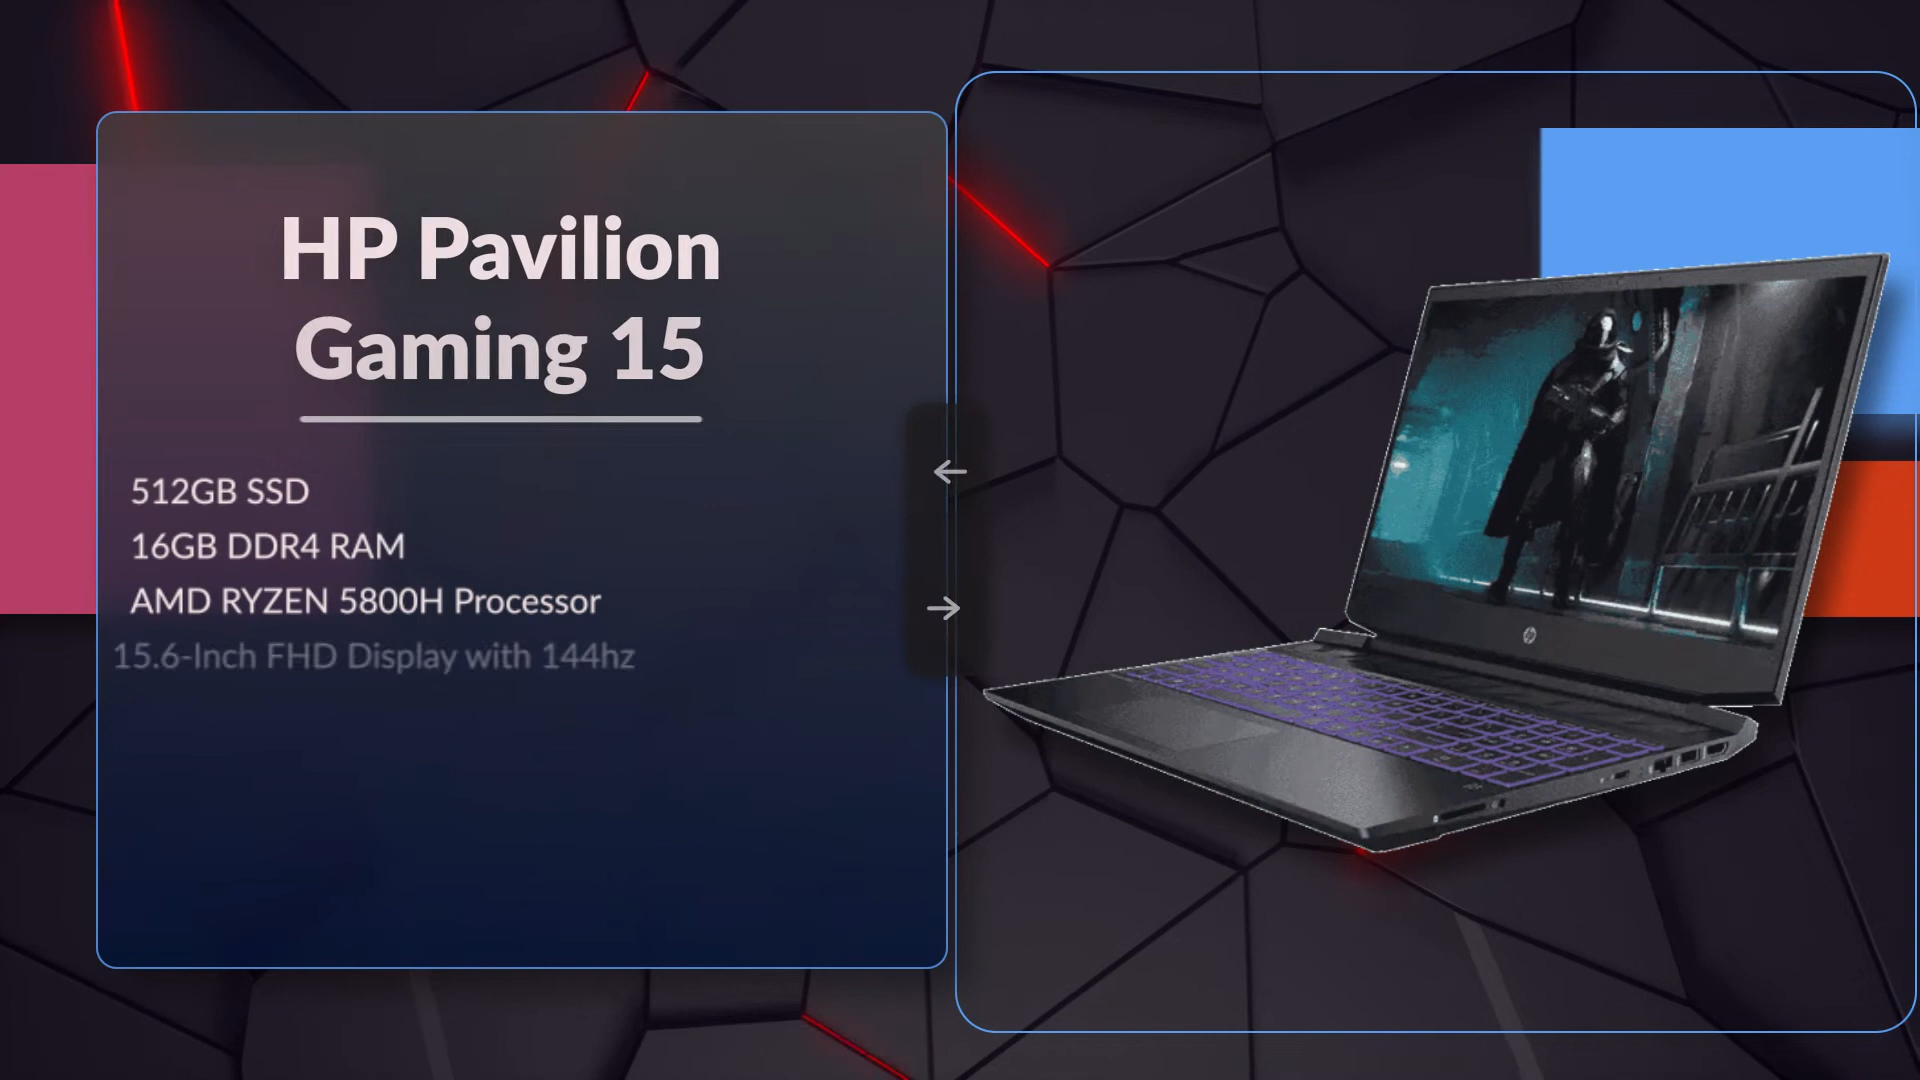 HP Pavilion
Gaming 15
512GB SSD
16GB DDR4 RAM
AMD RYZEN 5800H Processor
15.6-Inch FHD Display with 144hz